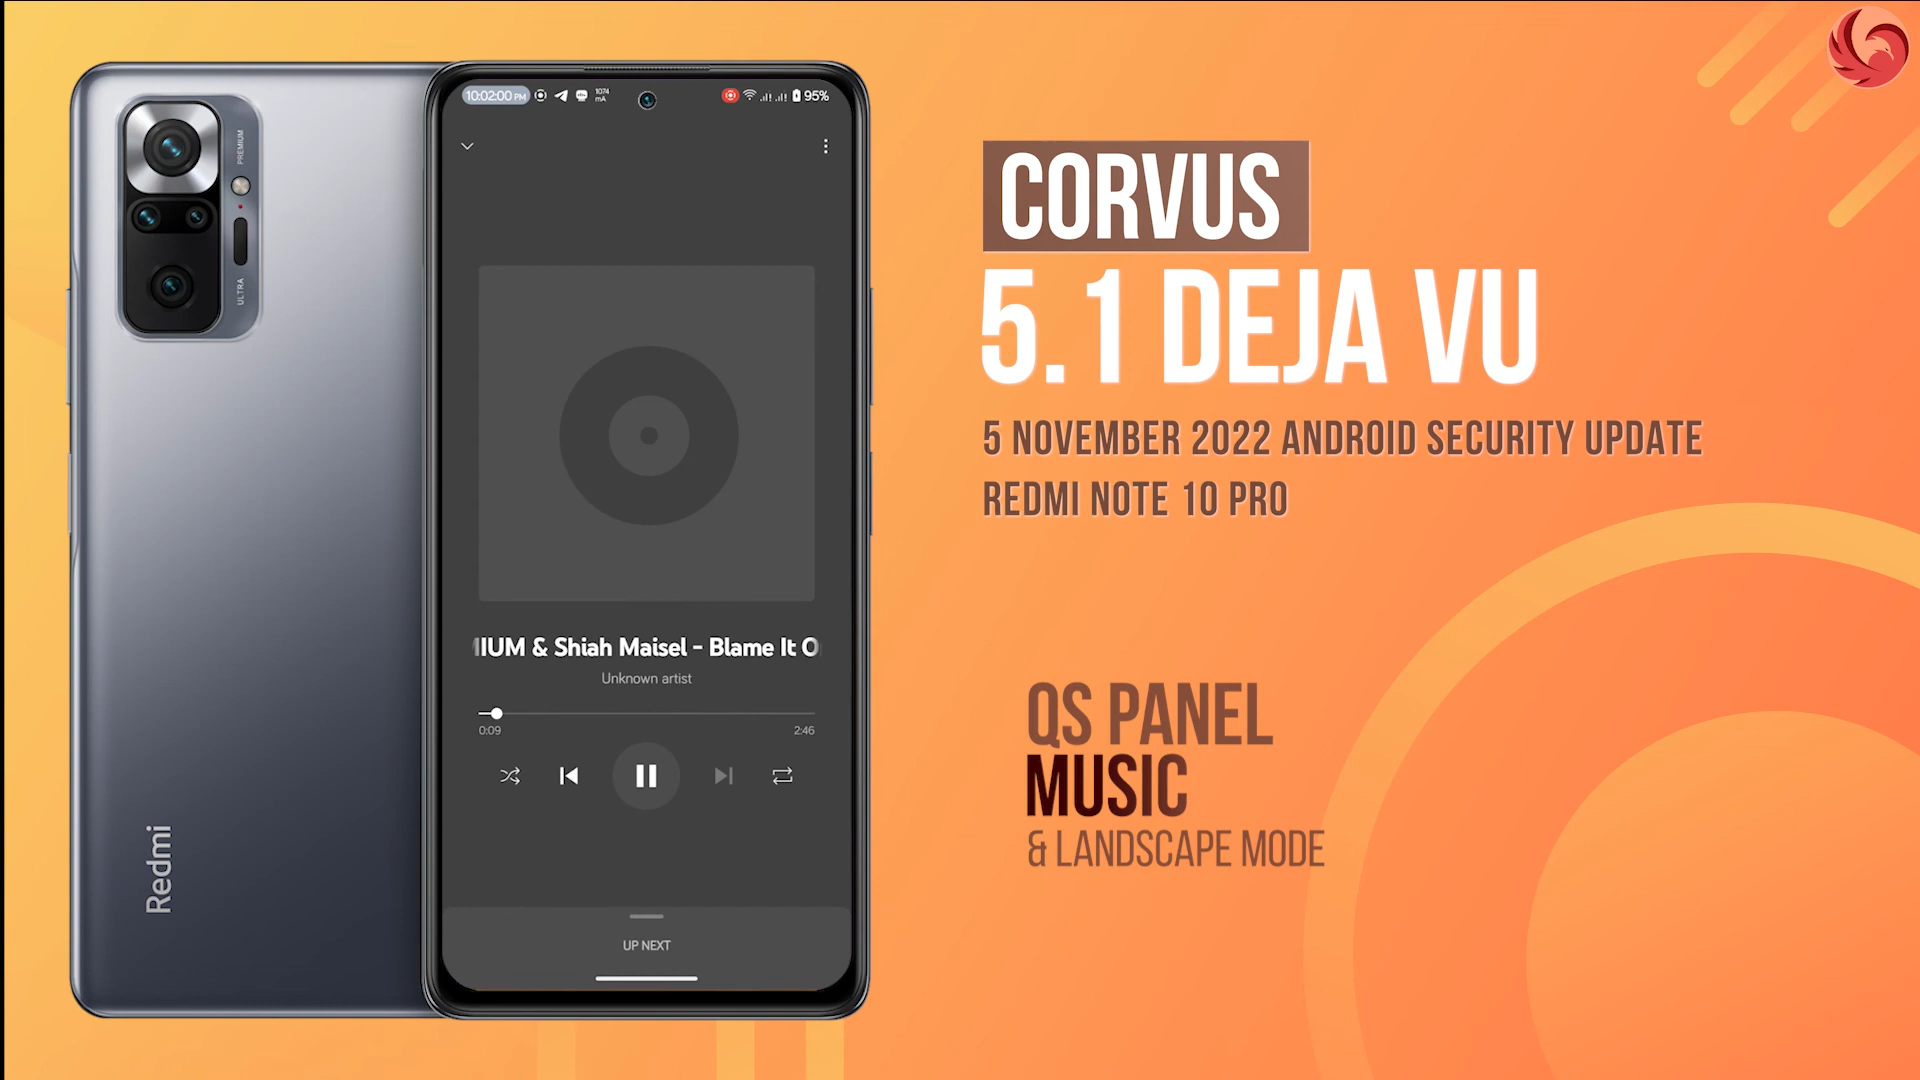 PREMIUM
ULTRA
Redmi
10:02:00 PM
1074
mA
95%
IUM & Shiah Maisel - Blame It O
Unknown artist
0:09
2:46
UP NEXT
CORVUS
5.1 DEJA VU
5 NOVEMBER 2022 ANDROID SECURITY UPDATE
REDMI NOTE 10 PRO
QS PANEL
MUSIC
& LANDSCAPE MODE